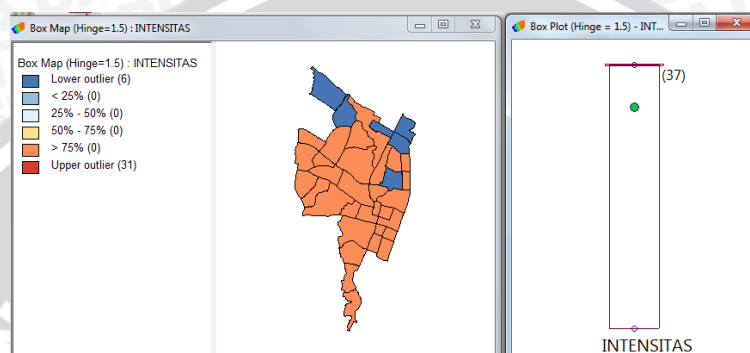 Box Map (Hinge=1.5) : INTENSITAS
Box Map (Hinge=1.5) : INTENSITAS
Lower outlier (6)
< 25% (0)
25% - 50% (0)
50% - 75% (0)
> 75% (0)
Upper outlier (31)
Box Plot (Hinge = 1.5) - INT...
(37)
INTENSITAS